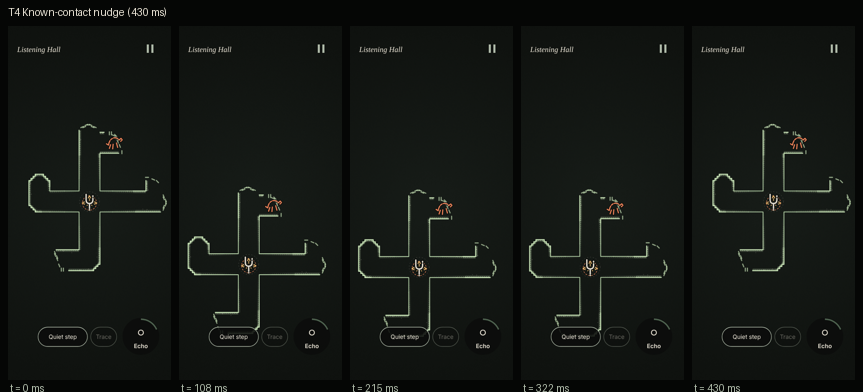 T4 Known-contact nudge (430 ms)
Listening Hall
Listening Hall
Listening Hall
Listening Hall
Listening Hall
Quiet step
Trace
Echo
Quiet step
Trace
Echo
Quiet step
Trace
Echo
Quiet step
Trace
Echo
Quiet step
Trace
Echo
t = 0 ms
t = 108 ms
t = 215 ms
t = 322 ms
t = 430 ms